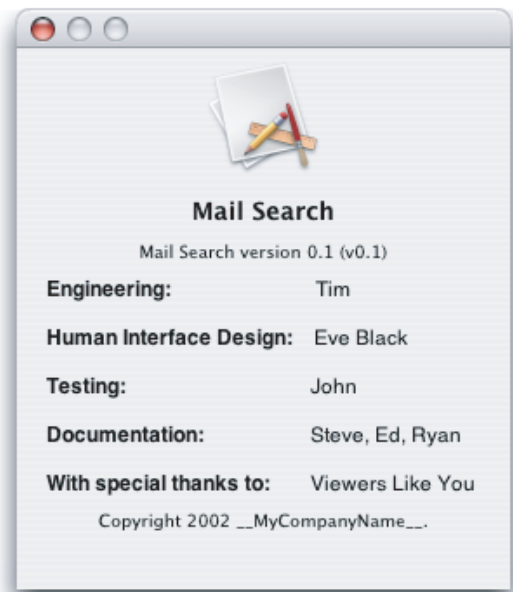 Mail Search
Mail Search version 0.1 (v0.1)
Engineering: Tim
Human Interface Design: Eve Black
Testing: John
Documentation: Steve, Ed, Ryan
With special thanks to: Viewers Like You
Copyright 2002 __MyCompanyName__.